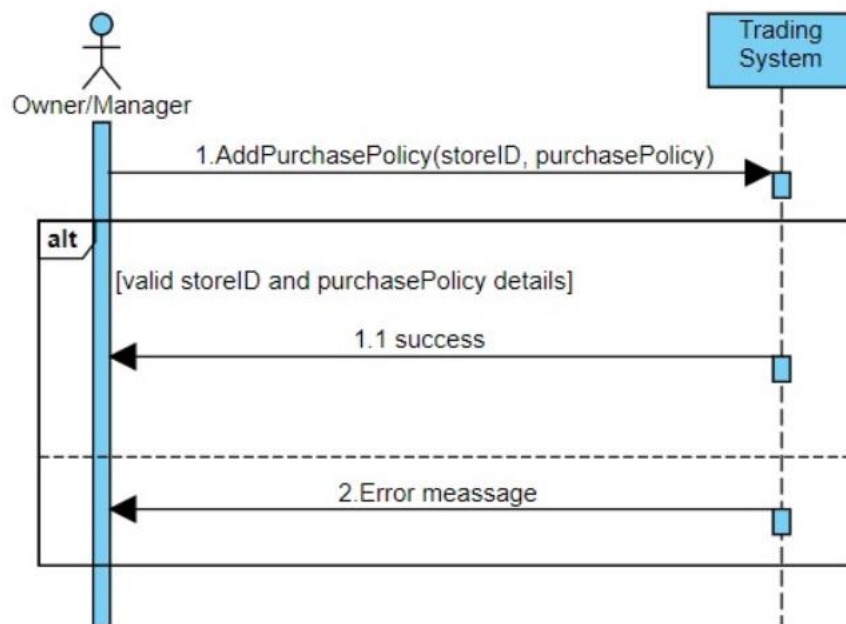 Trading
System
Owner/Manager
1.AddPurchasePolicy(storeID, purchasePolicy)
alt
[valid storeID and purchasePolicy details]
1.1 success
2.Error meassage